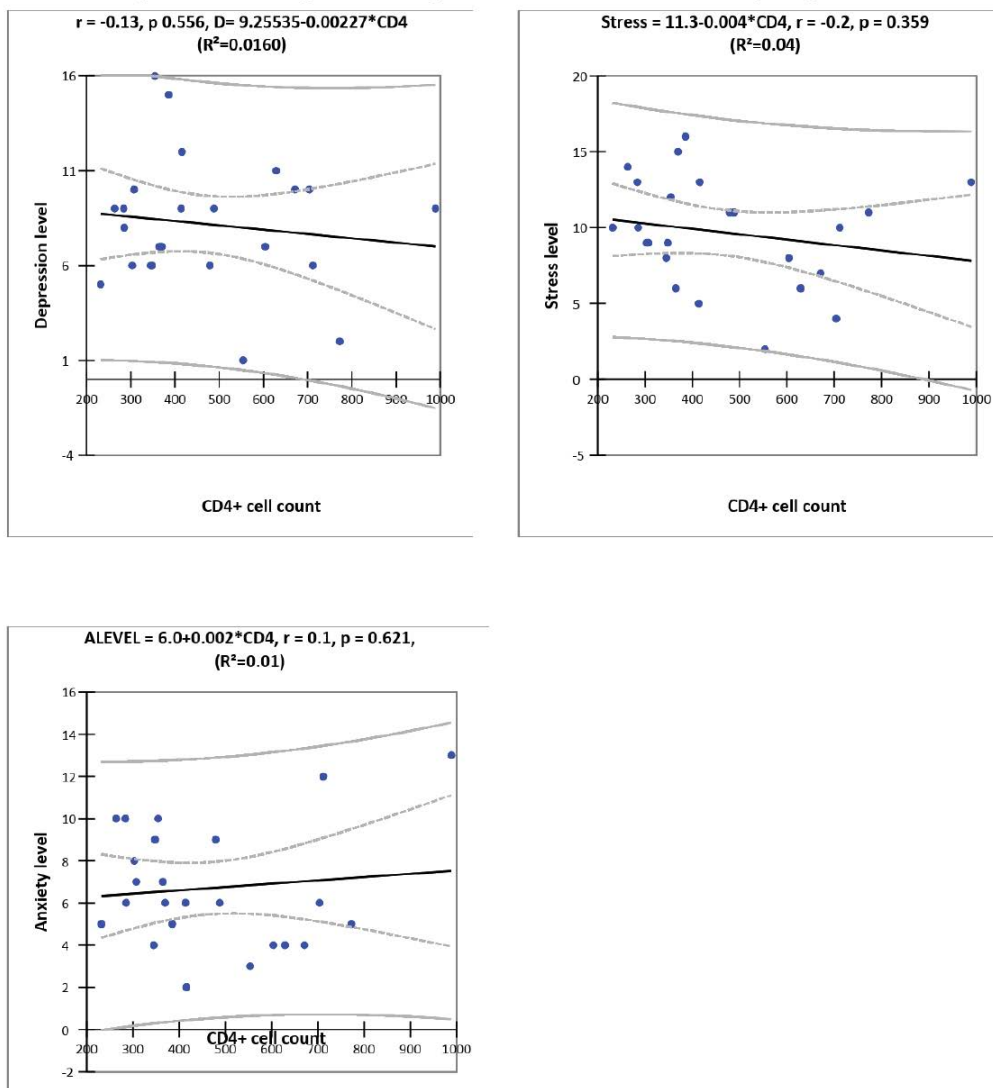 r = -0.13, p 0.556, D= 9.25535-0.00227*CD4
(R²=0.0160)
16
11
6
1
-4
200 300 400 500 600 700 800 900 1000
Depression level
CD4+ cell count
Stress = 11.3-0.004*CD4, r = -0.2, p = 0.359
(R²=0.04)
20
15
10
5
0
-5
200 300 400 500 600 700 800 900 1000
Stress level
CD4+ cell count
ALEVEL = 6.0+0.002*CD4, r = 0.1, p = 0.621,
(R²=0.01)
16
14
12
10
8
6
4
2
0
-2
200 300 400 500 600 700 800 900 1000
Anxiety level
CD4+ cell count